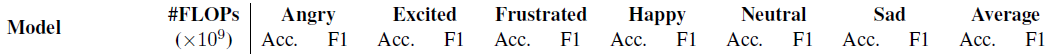 Model #FLOPs Angry Excited Frustrated Happy Neutral Sad Average
(×10⁹) Acc. F1 Acc. F1 Acc. F1 Acc. F1 Acc. F1 Acc. F1 Acc. F1